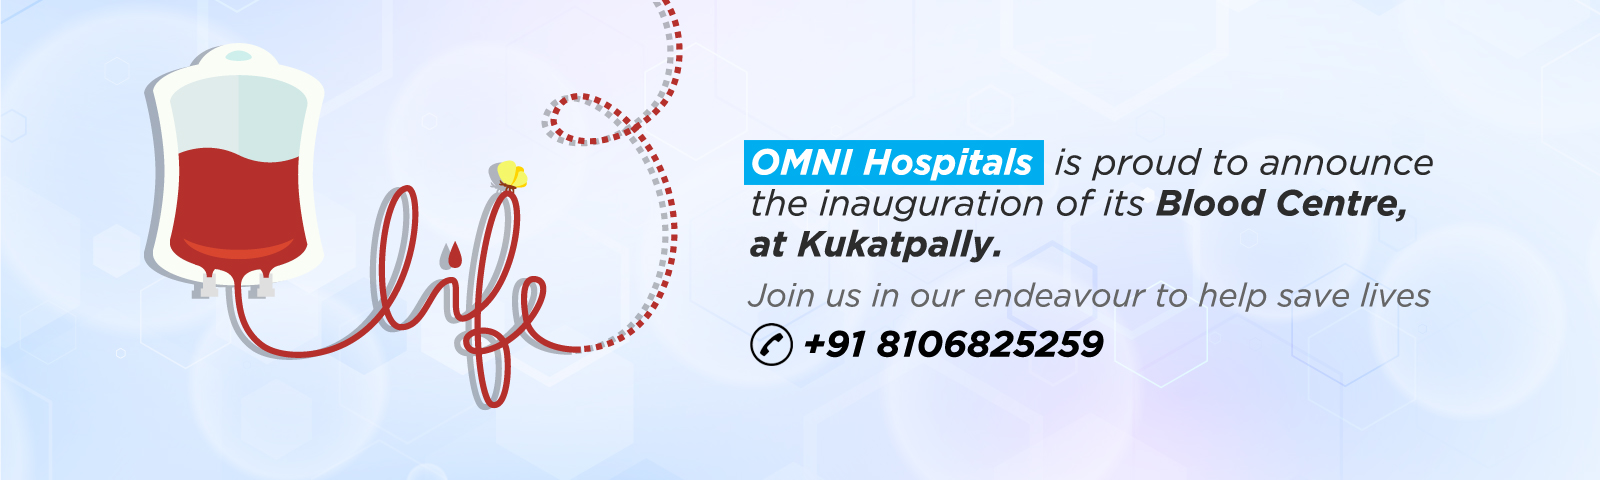 life
OMNI Hospitals is proud to announce
the inauguration of its Blood Centre,
at Kukatpally.
Join us in our endeavour to help save lives
+91 8106825259